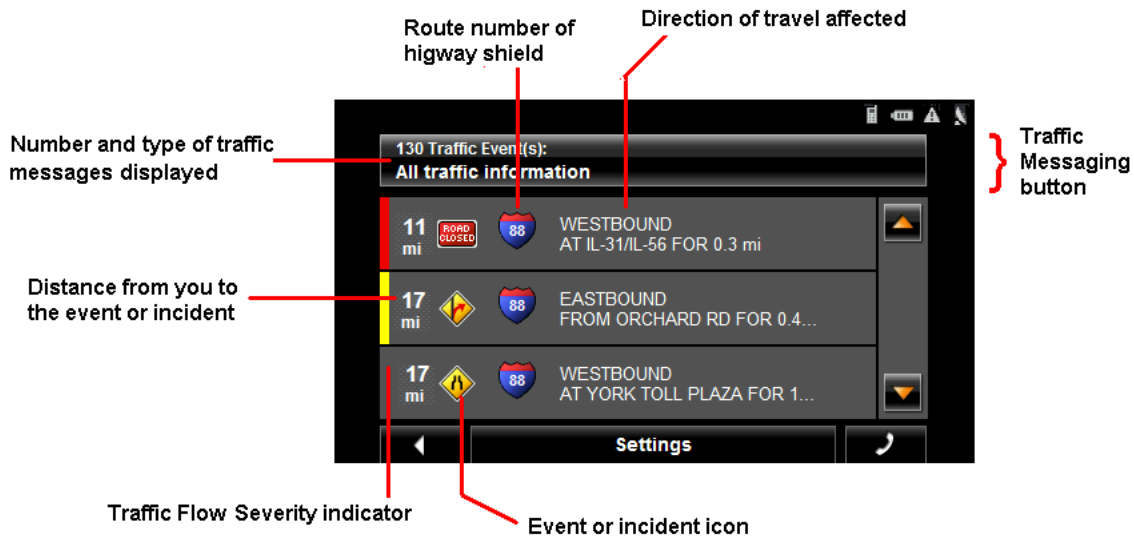 Direction of travel affected
Route number of
higway shield
Number and type of traffic
messages displayed
130 Traffic Event(s):
All traffic information
Traffic
Messaging
button
11
mi
ROAD
CLOSED
88
WESTBOUND
AT IL-31/IL-56 FOR 0.3 mi
Distance from you to
the event or incident
17
mi
88
EASTBOUND
FROM ORCHARD RD FOR 0.4...
17
mi
88
WESTBOUND
AT YORK TOLL PLAZA FOR 1...
Settings
Traffic Flow Severity indicator
Event or incident icon